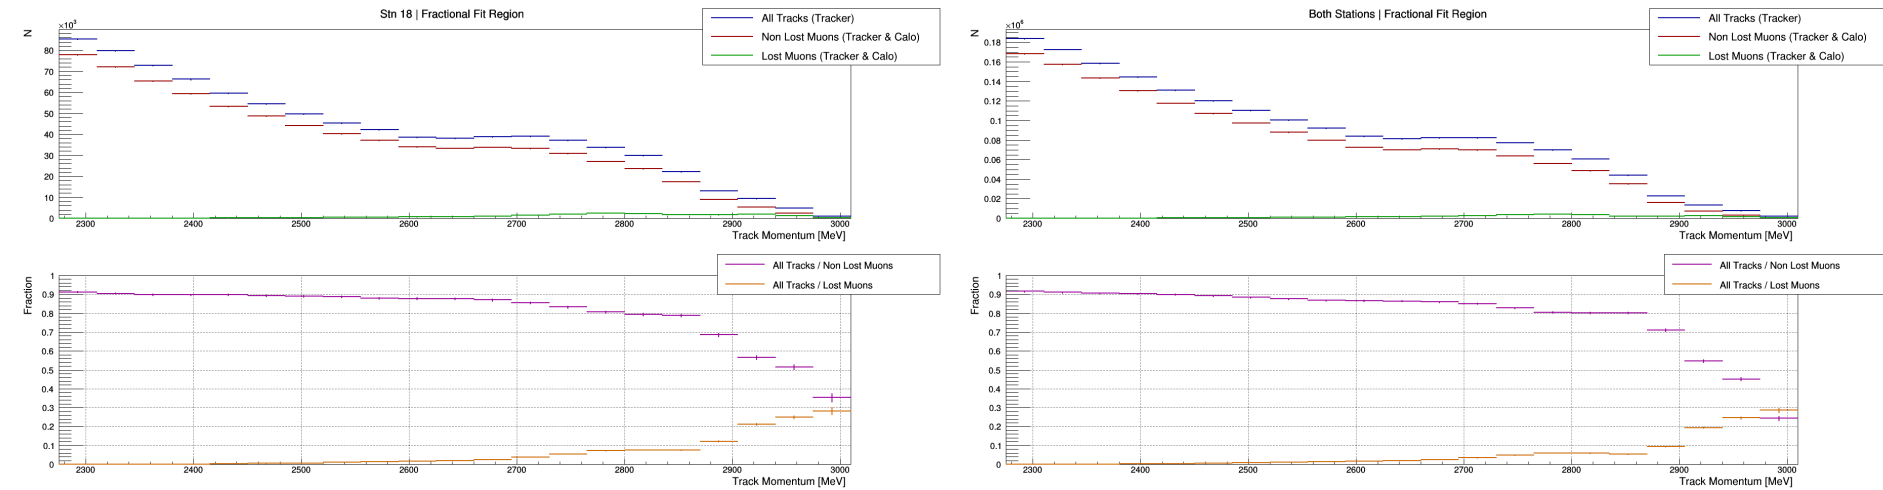 Stn 18 | Fractional Fit Region
×10³
N
All Tracks (Tracker)
Non Lost Muons (Tracker & Calo)
Lost Muons (Tracker & Calo)
80
70
60
50
40
30
20
10
0
2300 2400 2500 2600 2700 2800 2900 3000
Track Momentum [MeV]
Fraction
All Tracks / Non Lost Muons
All Tracks / Lost Muons
1
0.9
0.8
0.7
0.6
0.5
0.4
0.3
0.2
0.1
0
2300 2400 2500 2600 2700 2800 2900 3000
Track Momentum [MeV]
Both Stations | Fractional Fit Region
×10⁶
N
All Tracks (Tracker)
Non Lost Muons (Tracker & Calo)
Lost Muons (Tracker & Calo)
0.18
0.16
0.14
0.12
0.1
0.08
0.06
0.04
0.02
0
2300 2400 2500 2600 2700 2800 2900 3000
Track Momentum [MeV]
Fraction
All Tracks / Non Lost Muons
All Tracks / Lost Muons
1
0.9
0.8
0.7
0.6
0.5
0.4
0.3
0.2
0.1
0
2300 2400 2500 2600 2700 2800 2900 3000
Track Momentum [MeV]